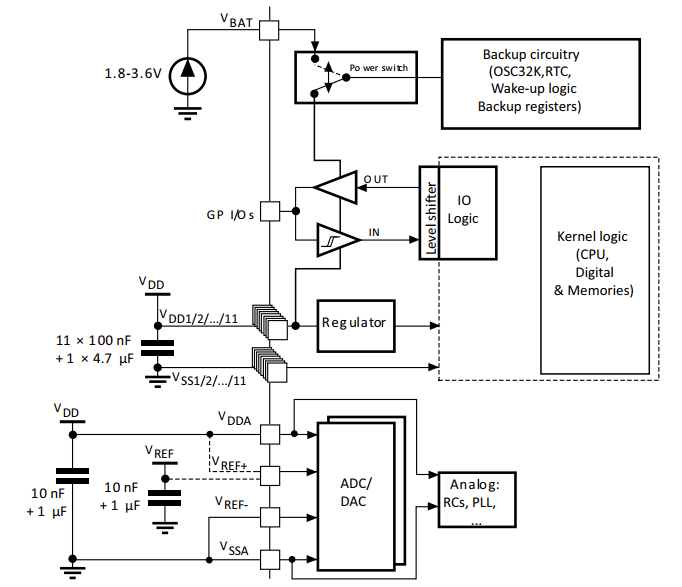 VBAT
1.8-3.6V
Po wer switch
Backup circuitry
(OSC32K,RTC,
Wake-up logic
Backup registers)
OUT
GP I/Os
IN
Level shifter
IO
Logic
Kernel logic
(CPU,
Digital
& Memories)
VDD
VDD1/2/.../11
Regulator
11 × 100 nF
+ 1 × 4.7 μF
VSS1/2/.../11
VDD
VDDA
VREF
VREF+
10 nF
+ 1 μF
10 nF
+ 1 μF
ADC/
DAC
Analog:
RCs, PLL,
...
VREF-
VSSA